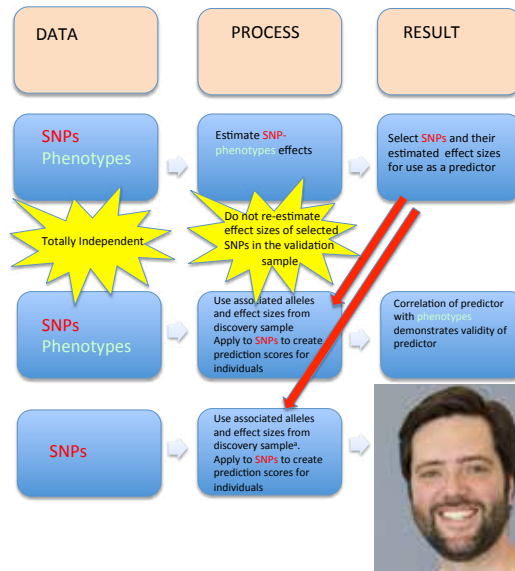 DATA
PROCESS
RESULT
SNPs
Phenotypes
Estimate SNP-
phenotypes effects
Select SNPs and their
estimated effect sizes
for use as a predictor
Totally Independent
Do not re-estimate
effect sizes of selected
SNPs in the validation
sample
SNPs
Phenotypes
Use associated alleles
and effect sizes from
discovery sample
Apply to SNPs to create
prediction scores for
individuals
Correlation of predictor
with phenotypes
demonstrates validity of
predictor
SNPs
Use associated alleles
and effect sizes from
discovery sampleª.
Apply to SNPs to create
prediction scores for
individuals